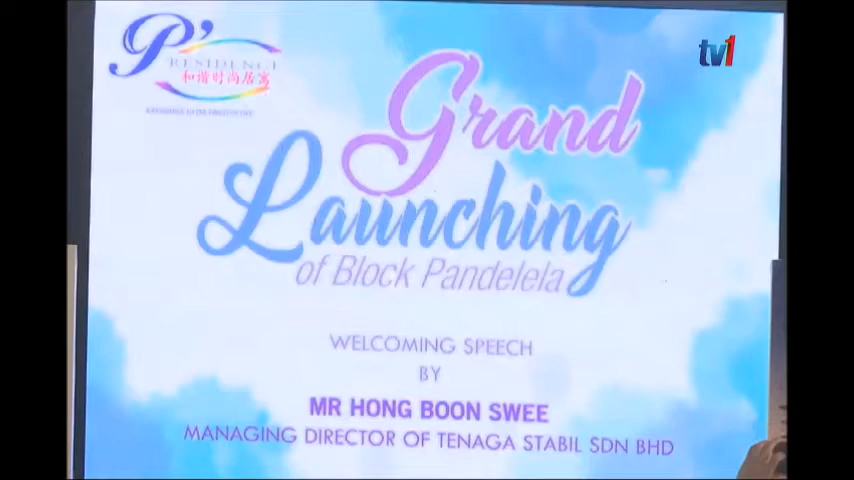 tv1
P'
RESIDENCE
和谐时尚居寓
Grand
Launching
of Block Pandelela
WELCOMING SPEECH
BY
MR HONG BOON SWEE
MANAGING DIRECTOR OF TENAGA STABIL SDN BHD